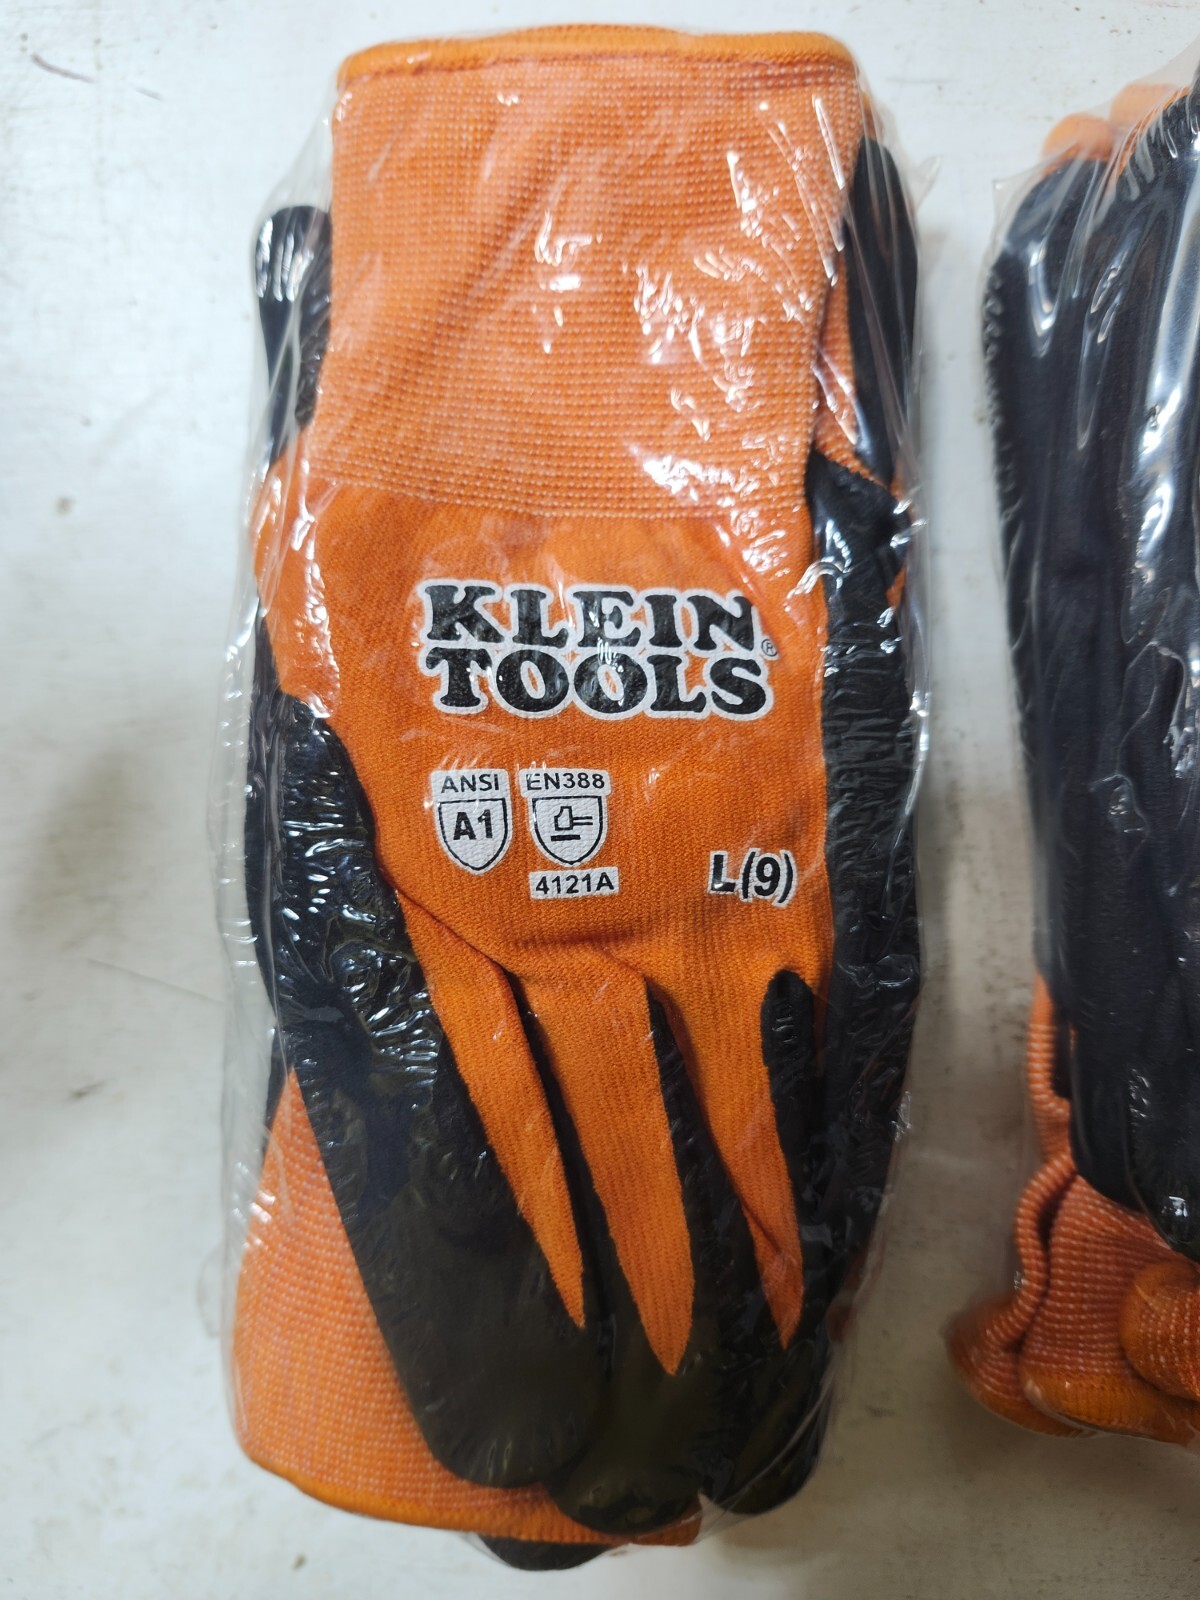 KLEIN
TOOLS®
ANSI
A1
EN388
4121A
L(9)